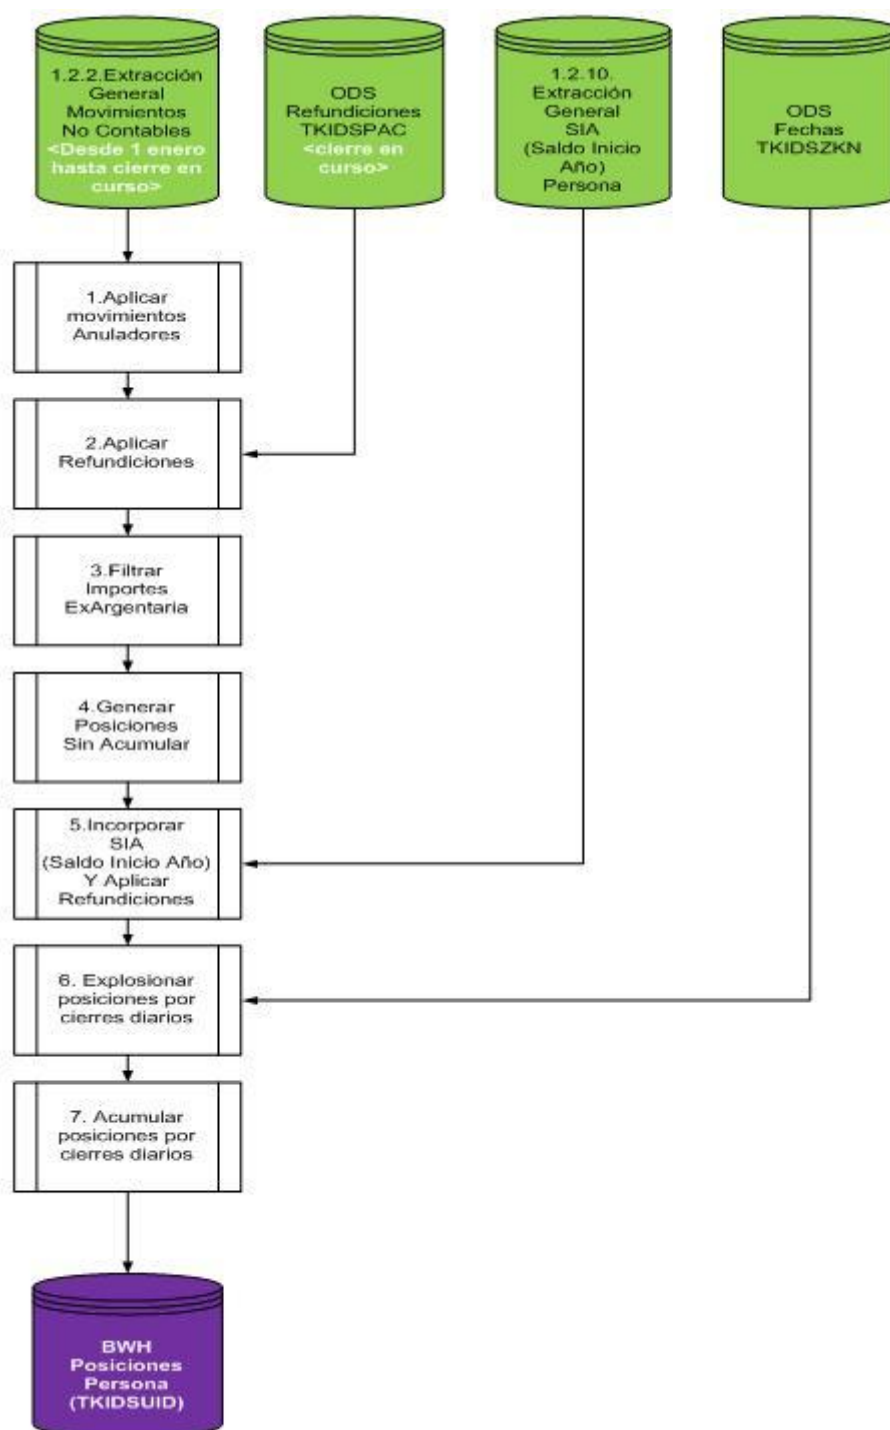 1.2.2.Extracción
General
Movimientos
No Contables
<Desde 1 enero
hasta cierre en
curso>
ODS
Refundiciones
TKIDSPAC
<cierre en
curso>
1.2.10.
Extracción
General
SIA
(Saldo Inicio
Año)
Persona
ODS
Fechas
TKIDSZKN
1.Aplicar
movimientos
Anuladores
2.Aplicar
Refundiciones
3.Filtrar
Importes
ExArgentaria
4.Generar
Posiciones
Sin Acumular
5.Incorporar
SIA
(Saldo Inicio Año)
Y Aplicar
Refundiciones
6. Explosionar
posiciones por
cierres diarios
7. Acumular
posiciones por
cierres diarios
BWH
Posiciones
Persona
(TKIDSUID)